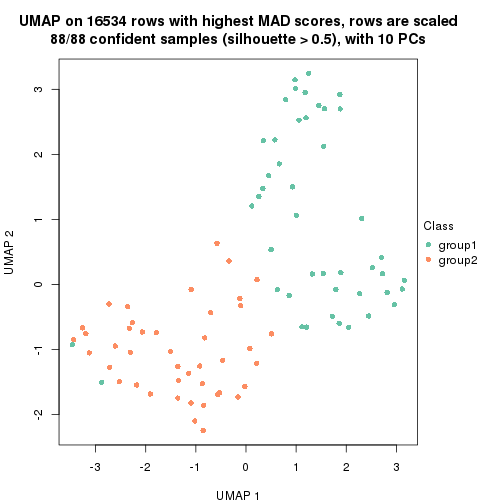 UMAP on 16534 rows with highest MAD scores, rows are scaled
88/88 confident samples (silhouette > 0.5), with 10 PCs
3
2
1
0
-1
-2
UMAP 2
-3
-2
-1
0
1
2
3
UMAP 1
Class
group1
group2